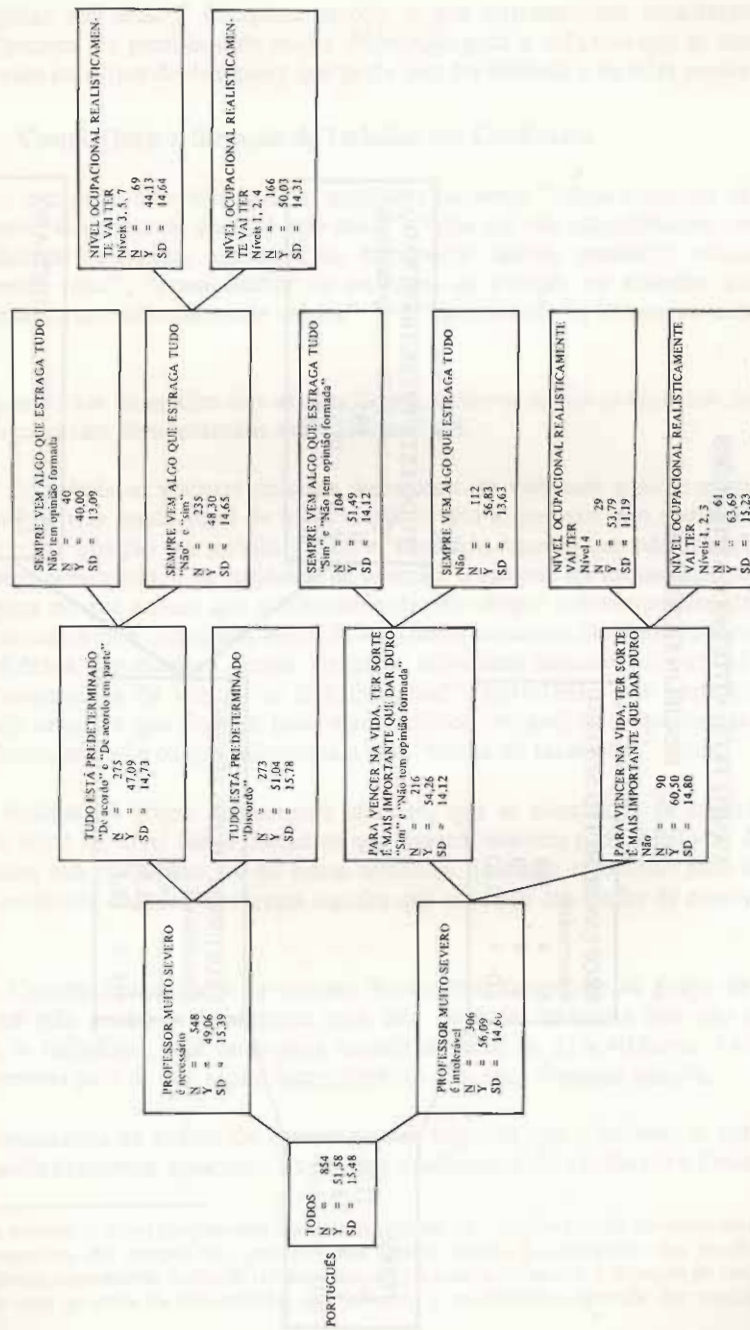 PORTUGUÊS
TODOS
N = 854
Y = 51,58
SD = 15,48
PROFESSOR MUITO SEVERO
é necessário
N = 548
Y = 49,06
SD = 15,39
PROFESSOR MUITO SEVERO
é intolerável
N = 306
Y = 56,09
SD = 14,60
TUDO ESTÁ PREDETERMINADO
"De acordo" e "De acordo em parte"
N = 275
Y = 47,09
SD = 14,73
TUDO ESTÁ PREDETERMINADO
"Discordo"
N = 273
Y = 51,04
SD = 15,78
PARA VENCER NA VIDA, TER SORTE
É MAIS IMPORTANTE QUE DAR DURO
"Sim" e "Não tem opinião formada"
N = 216
Y = 54,26
SD = 14,12
PARA VENCER NA VIDA, TER SORTE
É MAIS IMPORTANTE QUE DAR DURO
Não
N = 90
Y = 60,50
SD = 14,80
SEMPRE VEM ALGO QUE ESTRAGA TUDO
Não tem opinião formada
N = 40
Y = 40,00
SD = 13,09
SEMPRE VEM ALGO QUE ESTRAGA TUDO
"Não" e "sim"
N = 235
Y = 48,30
SD = 14,65
SEMPRE VEM ALGO QUE ESTRAGA TUDO
"Sim" e "Não tem opinião formada"
N = 104
Y = 51,49
SD = 14,12
SEMPRE VEM ALGO QUE ESTRAGA TUDO
Não
N = 112
Y = 56,83
SD = 13,63
NÍVEL OCUPACIONAL REALISTICAMENTE
VAI TER
Nível 4
N = 29
Y = 53,79
SD = 11,19
NÍVEL OCUPACIONAL REALISTICAMENTE
VAI TER
Níveis 1, 2, 3
N = 61
Y = 63,69
SD = 15,23
NÍVEL OCUPACIONAL REALISTICAMEN-
TE VAI TER
Níveis 3, 5, 7
N = 69
Y = 44,13
SD = 14,64
NÍVEL OCUPACIONAL REALISTICAMEN-
TE VAI TER
Níveis 1, 2, 4
N = 166
Y = 50,03
SD = 14,31